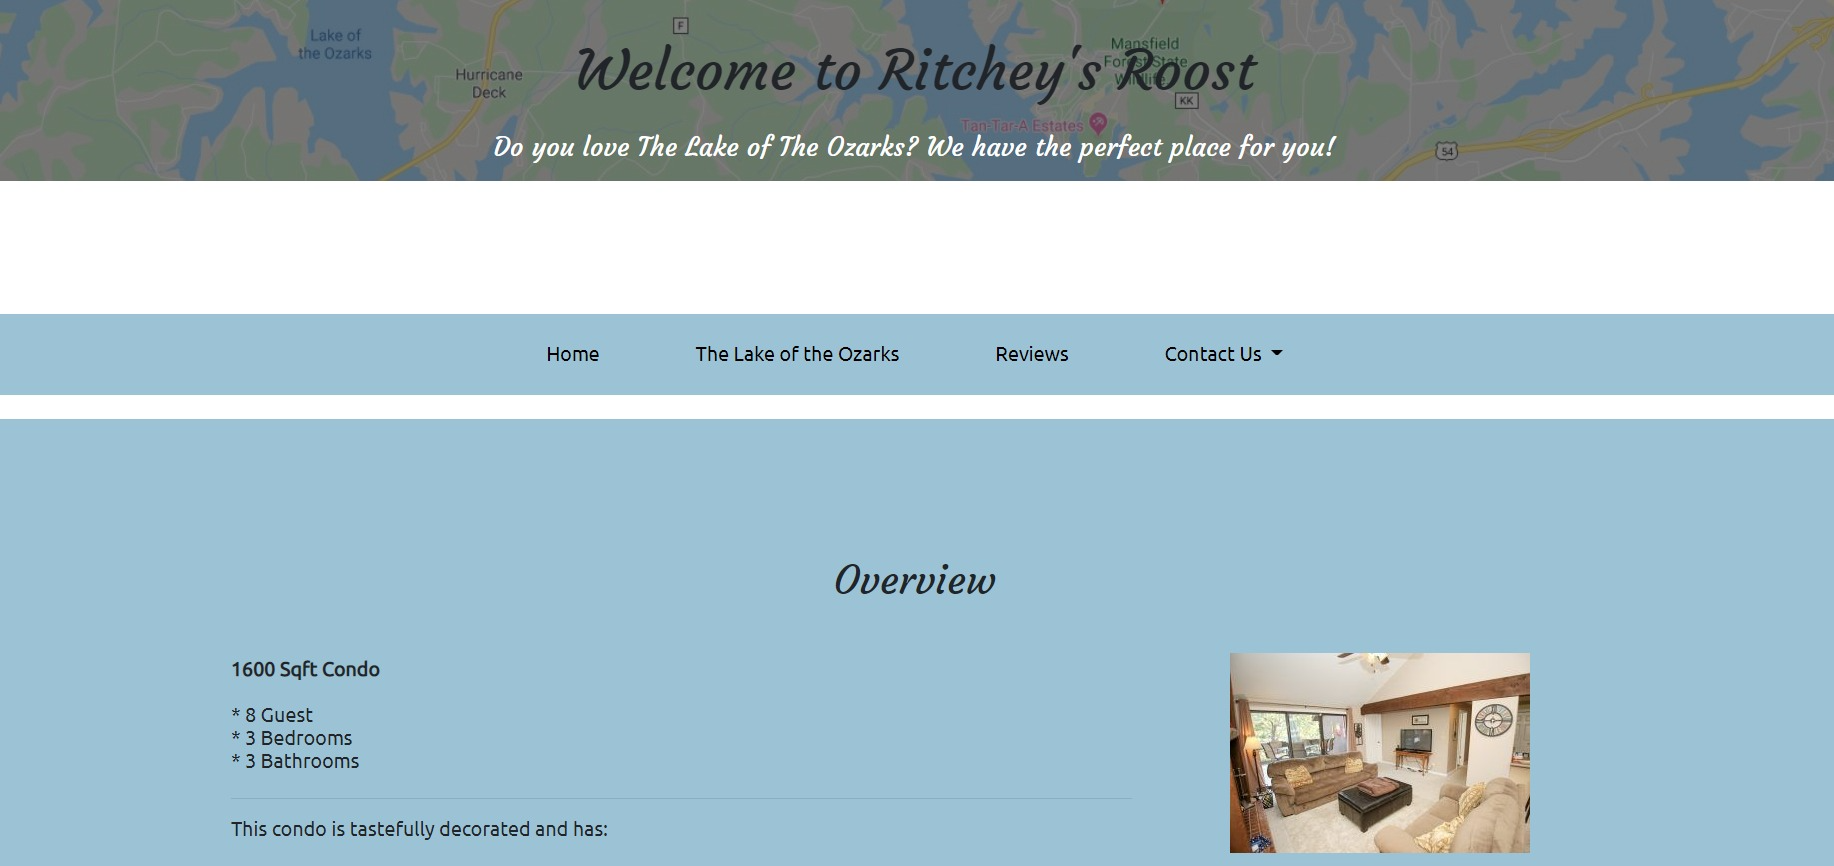 Lake of
the Ozarks
F
Hurricane
Deck
Welcome to Ritchey's Roost
Mansfield
Forest State
Wildlife
KK
Tan-Tar-A Estates
54
Do you love The Lake of The Ozarks? We have the perfect place for you!
Home
The Lake of the Ozarks
Reviews
Contact Us
Overview
1600 Sqft Condo
* 8 Guest
* 3 Bedrooms
* 3 Bathrooms
This condo is tastefully decorated and has: